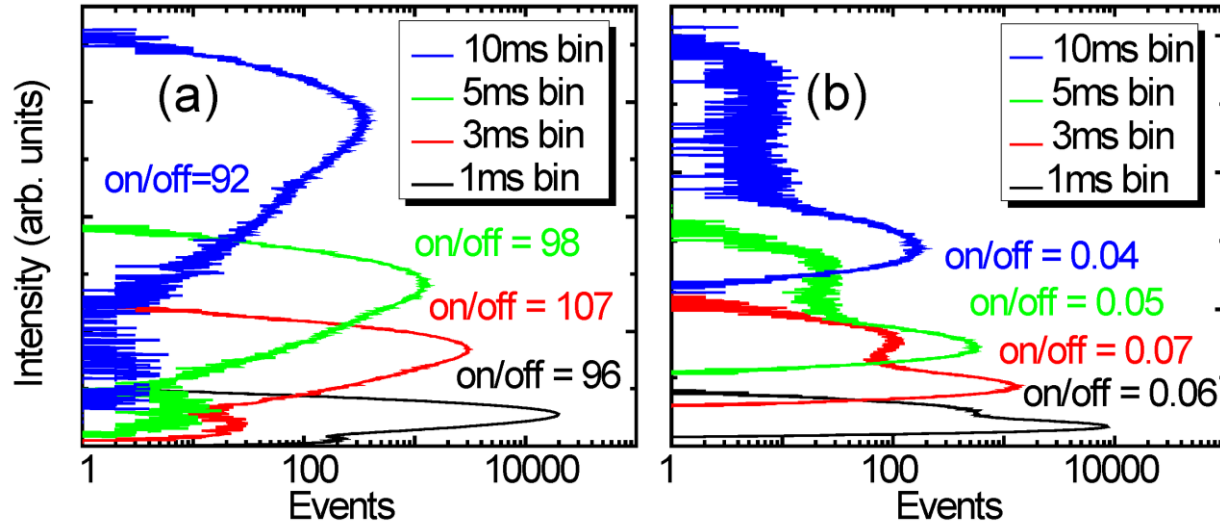 Intensity (arb. units)
(a)
10ms bin
5ms bin
3ms bin
1ms bin
on/off=92
on/off = 98
on/off = 107
on/off = 96
1
100
10000
Events
(b)
10ms bin
5ms bin
3ms bin
1ms bin
on/off = 0.04
on/off = 0.05
on/off = 0.07
on/off = 0.06
1
100
10000
Events